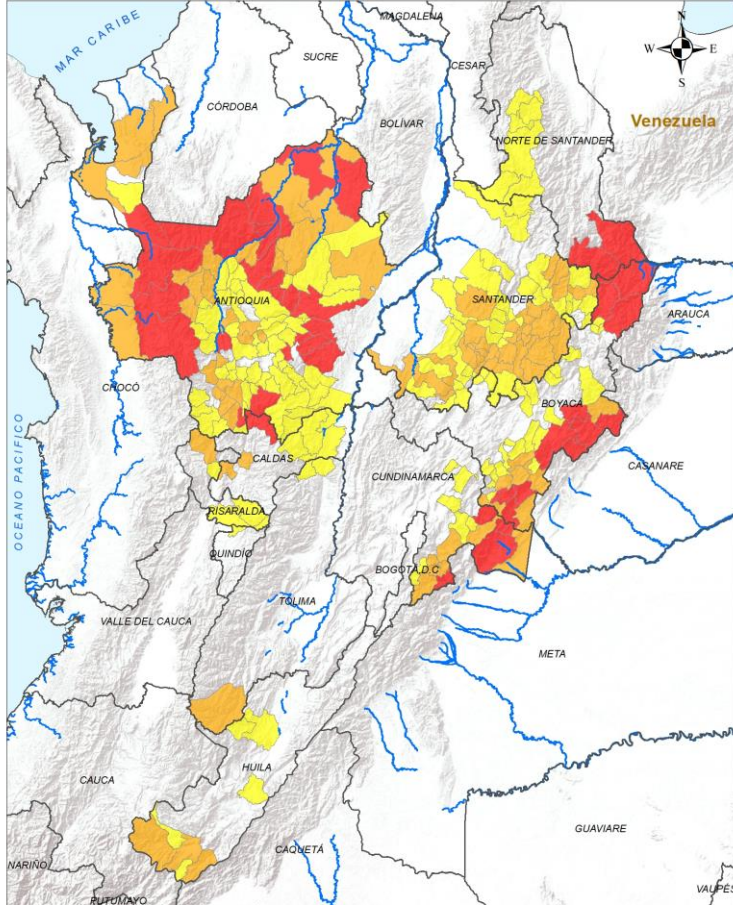 MAGDALENA
N
MAR CARIBE
SUCRE
CESAR
W E
S
CÓRDOBA
BOLÍVAR
Venezuela
NORTE DE SANTANDER
ANTIOQUIA
SANTANDER
ARAUCA
CHOCÓ
BOYACÁ
CALDAS
CUNDINAMARCA
CASANARE
OCEANO PACIFICO
RISARALDA
QUINDÍO
BOGOTÁ,D.C
TOLIMA
VALLE DEL CAUCA
META
HUILA
CAUCA
GUAVIARE
CAQUETÁ
NARIÑO
PUTUMAYO
VAUPÉS